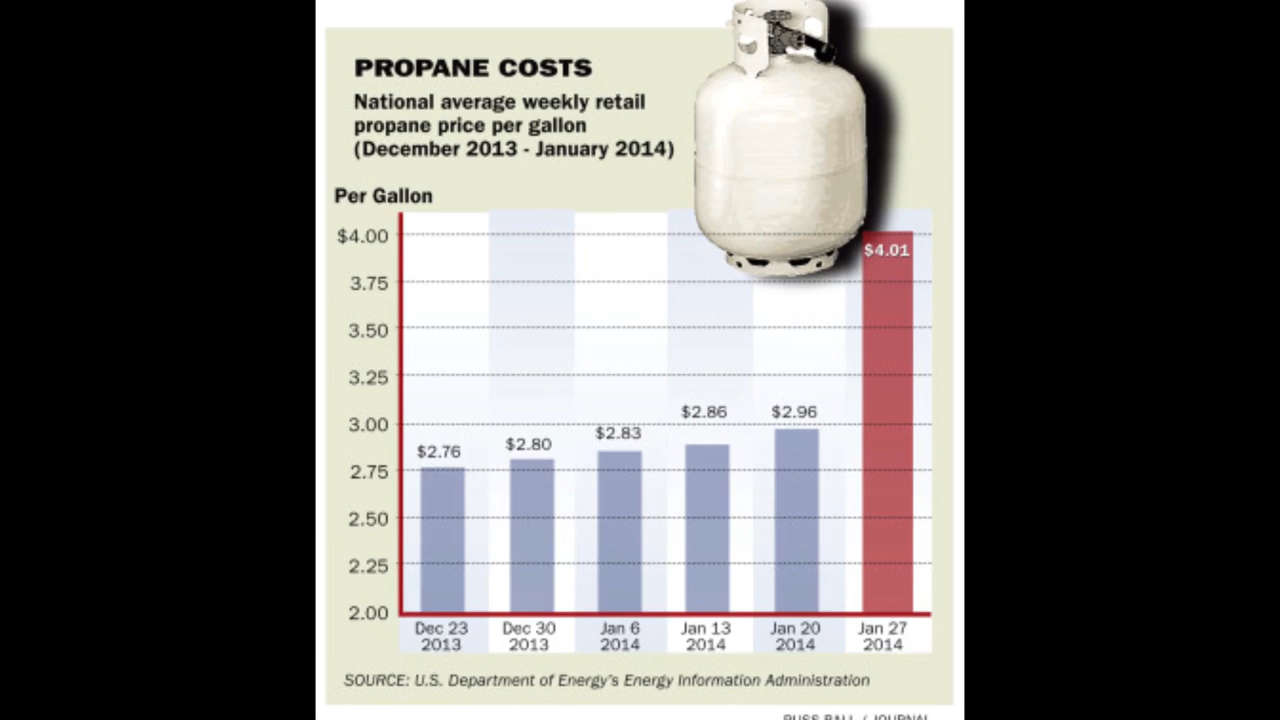 PROPANE COSTS
National average weekly retail
propane price per gallon
(December 2013 - January 2014)
Per Gallon
$4.00
$4.01
3.75
3.50
3.25
3.00
$2.76
$2.80
$2.83
$2.86
$2.96
2.75
2.50
2.25
2.00
Dec 23 Dec 30 Jan 6 Jan 13 Jan 20 Jan 27
2013 2013 2014 2014 2014 2014
SOURCE: U.S. Department of Energy's Energy Information Administration
RUSS BALL / JOURNAL